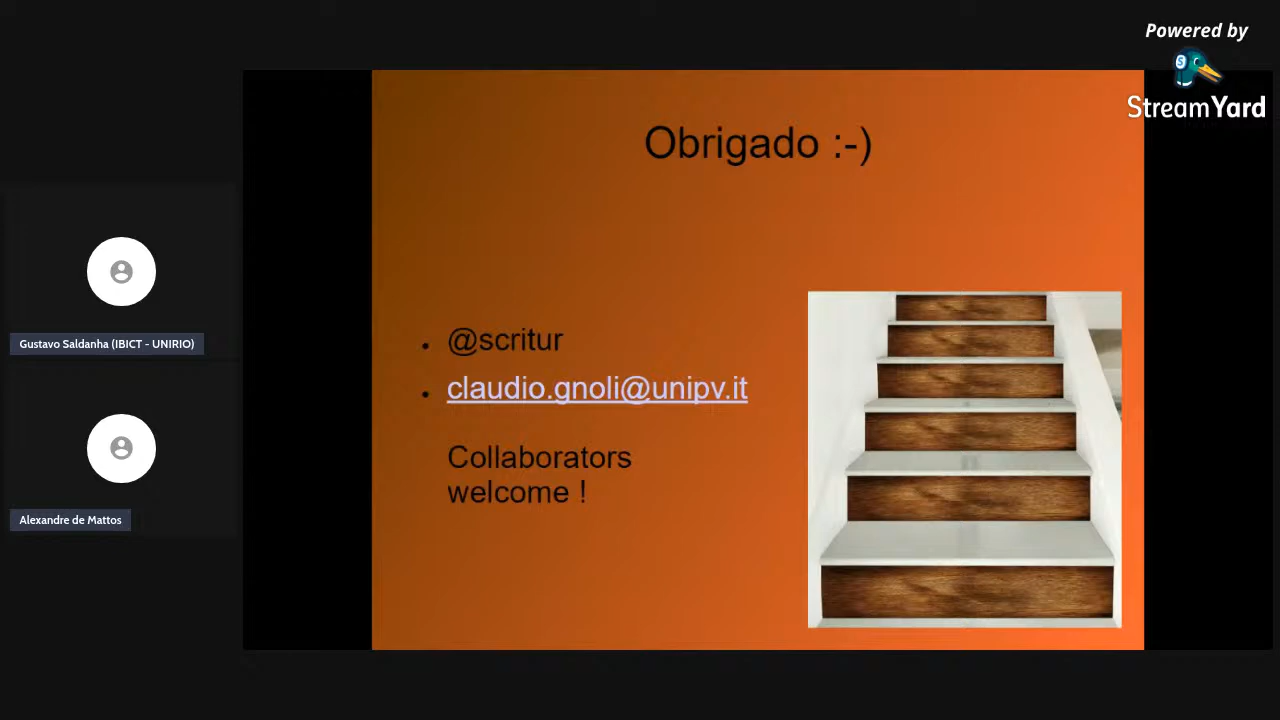 Powered by
StreamYard
Obrigado :-)
@scritur
claudio.gnoli@unipv.it
Collaborators
welcome !
Gustavo Saldanha (IBICT - UNIRIO)
Alexandre de Mattos